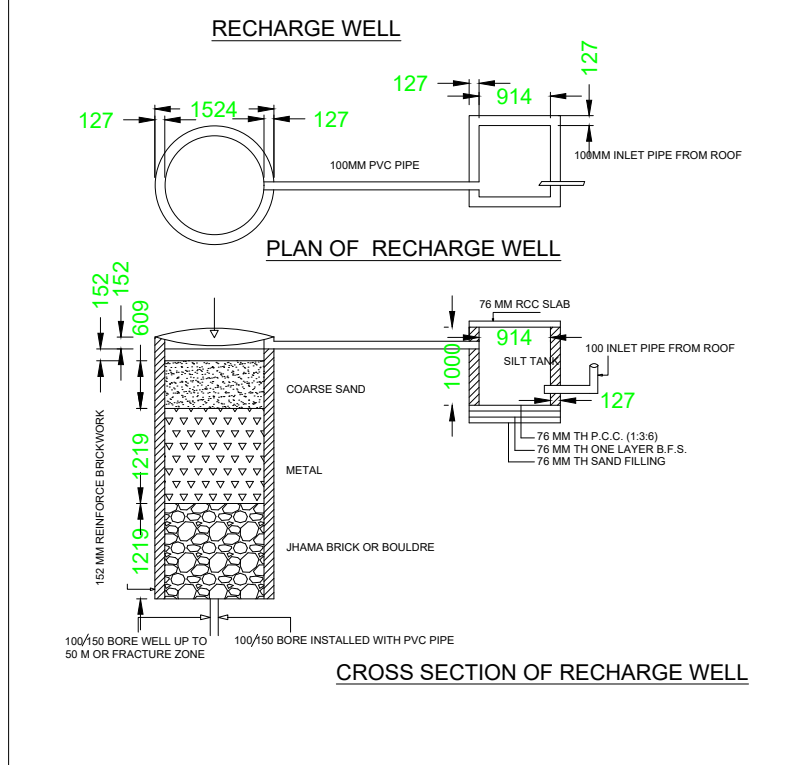 RECHARGE WELL
127
1524
127
127
914
127
100MM PVC PIPE
100MM INLET PIPE FROM ROOF
PLAN OF RECHARGE WELL
152
152
609
1219
1219
152 MM REINFORCE BRICKWORK
COARSE SAND
METAL
JHAMA BRICK OR BOULDRE
76 MM RCC SLAB
914
1000
SILT TANK
100 INLET PIPE FROM ROOF
127
76 MM TH P.C.C. (1:3:6)
76 MM TH ONE LAYER B.F.S.
76 MM TH SAND FILLING
100/150 BORE WELL UP TO
50 M OR FRACTURE ZONE
100/150 BORE INSTALLED WITH PVC PIPE
CROSS SECTION OF RECHARGE WELL